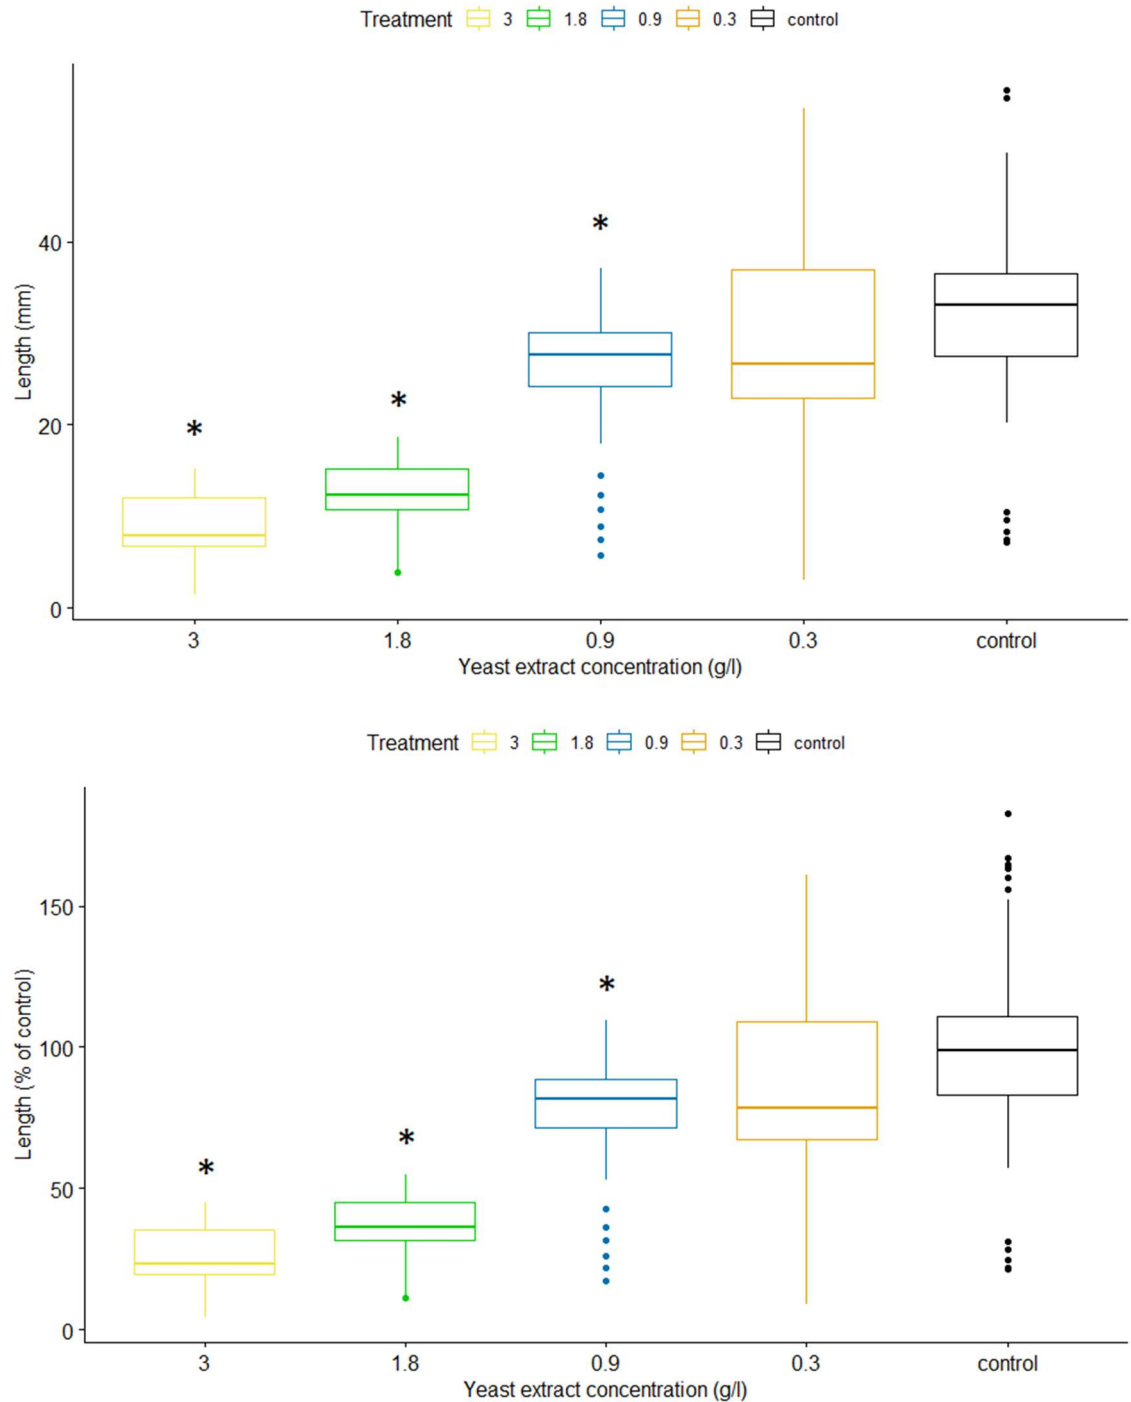 Treatment 3 1.8 0.9 0.3 control
40
20
0
Length (mm)
*
*
*
3 1.8 0.9 0.3 control
Yeast extract concentration (g/l)
Treatment 3 1.8 0.9 0.3 control
150
100
50
0
Length (% of control)
*
*
*
3 1.8 0.9 0.3 control
Yeast extract concentration (g/l)